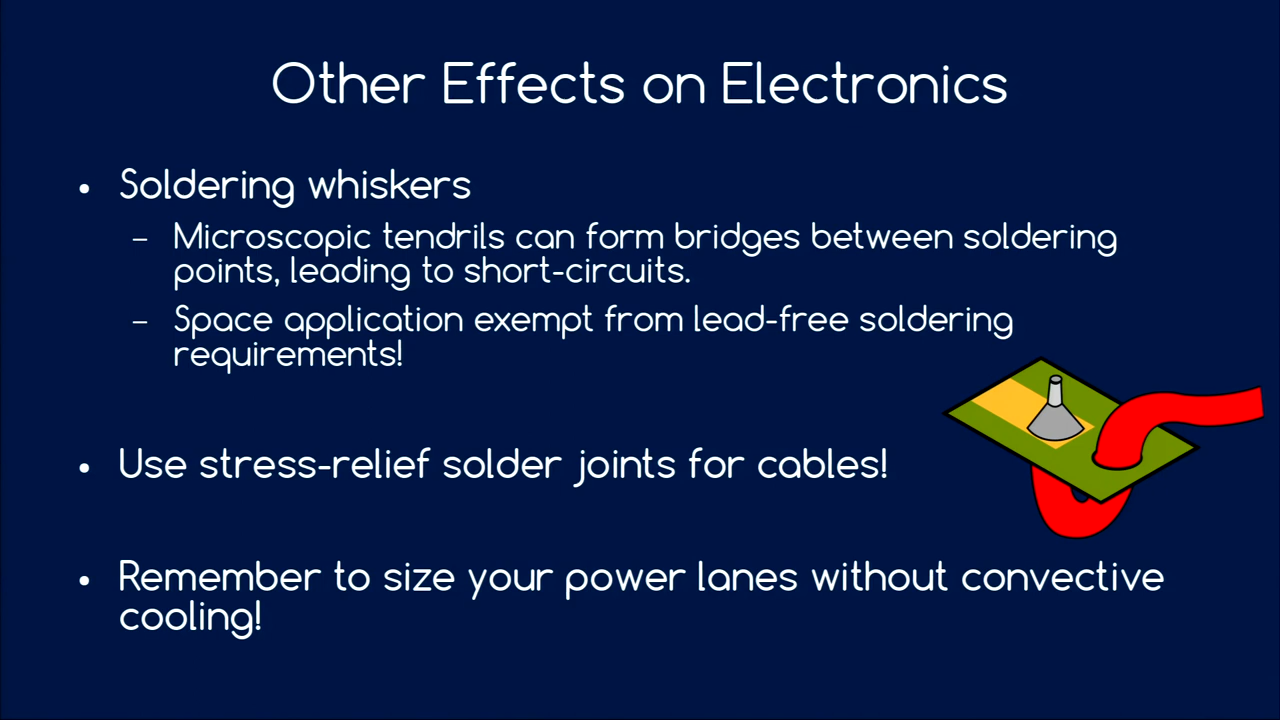 Other Effects on Electronics
• Soldering whiskers
– Microscopic tendrils can form bridges between soldering
points, leading to short-circuits.
– Space application exempt from lead-free soldering
requirements!
• Use stress-relief solder joints for cables!
• Remember to size your power lanes without convective
cooling!